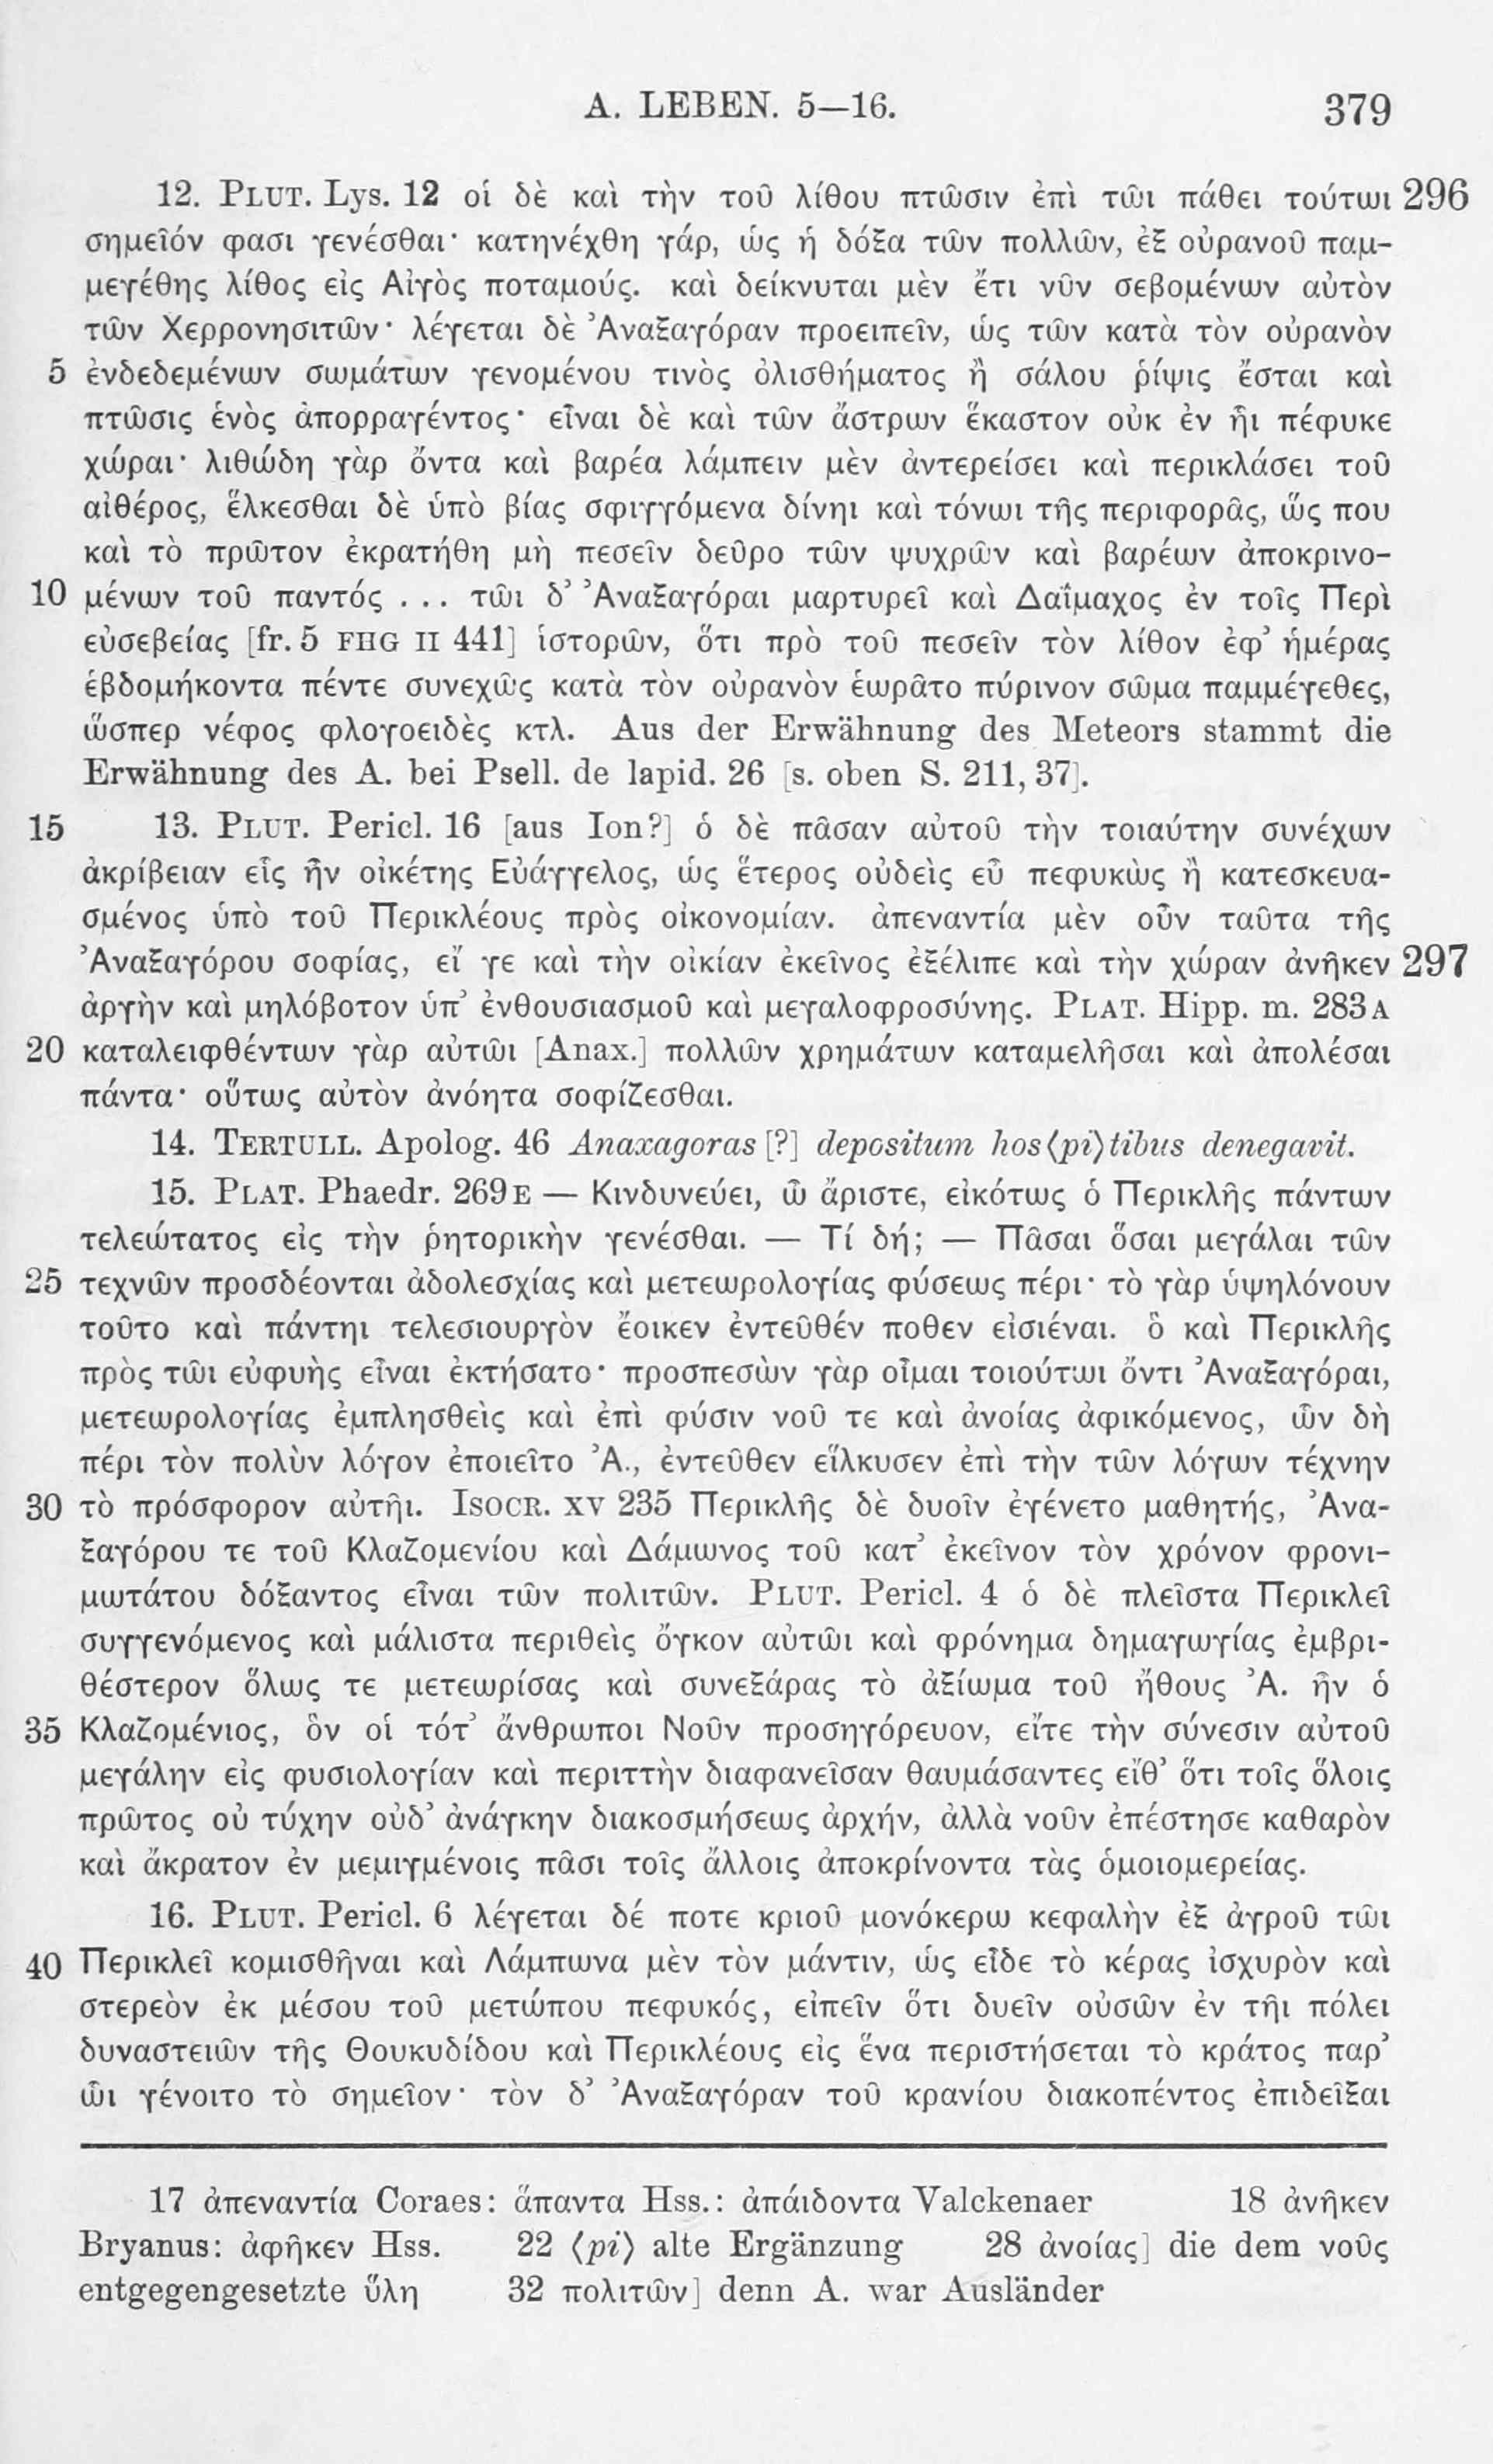 A. LEBEN. 5—16. 379
12. PLUT. Lys. 12 οἱ δὲ καὶ τὴν τοῦ λίθου πτῶσιν ἐπὶ τῶι πάθει τούτωι 296
σημεῖόν φασι γενέσθαι· κατηνέχθη γάρ, ὡς ἡ δόξα τῶν πολλῶν, ἐξ οὐρανοῦ παμ-
μεγέθης λίθος εἰς Αἰγὸς ποταμούς. καὶ δείκνυται μὲν ἔτι νῦν σεβομένων αὐτὸν
τῶν Χερρονησιτῶν· λέγεται δὲ Ἀναξαγόραν προειπεῖν, ὡς τῶν κατὰ τὸν οὐρανὸν
5 ἐνδεδεμένων σωμάτων γενομένου τινὸς ὀλισθήματος ἢ σάλου ῥίψις ἔσται καὶ
πτῶσις ἑνὸς ἀπορραγέντος· εἶναι δὲ καὶ τῶν ἄστρων ἕκαστον οὐκ ἐν ἧι πέφυκε
χώραι· λιθώδη γὰρ ὄντα καὶ βαρέα λάμπειν μὲν ἀντερείσει καὶ περικλάσει τοῦ
αἰθέρος, ἕλκεσθαι δὲ ὑπὸ βίας σφιγγόμενα δίνηι καὶ τόνωι τῆς περιφορᾶς, ὥς που
καὶ τὸ πρῶτον ἐκρατήθη μὴ πεσεῖν δεῦρο τῶν ψυχρῶν καὶ βαρέων ἀποκρινο-
10 μένων τοῦ παντός ... τῶι δ’ Ἀναξαγόραι μαρτυρεῖ καὶ Δαΐμαχος ἐν τοῖς Περὶ
εὐσεβείας [fr. 5 FHG II 441] ἱστορῶν, ὅτι πρὸ τοῦ πεσεῖν τὸν λίθον ἐφ’ ἡμέρας
ἑβδομήκοντα πέντε συνεχῶς κατὰ τὸν οὐρανὸν ἑωρᾶτο πύρινον σῶμα παμμέγεθες,
ὥσπερ νέφος φλογοειδὲς κτλ. Aus der Erwähnung des Meteors stammt die
Erwähnung des A. bei Psell. de lapid. 26 [s. oben S. 211, 37].
15 13. PLUT. Pericl. 16 [aus Ion?] ὁ δὲ πᾶσαν αὐτοῦ τὴν τοιαύτην συνέχων
ἀκρίβειαν εἷς ἦν οἰκέτης Εὐάγγελος, ὡς ἕτερος οὐδεὶς εὖ πεφυκὼς ἢ κατεσκευα-
σμένος ὑπὸ τοῦ Περικλέους πρὸς οἰκονομίαν. ἀπεναντία μὲν οὖν ταῦτα τῆς
Ἀναξαγόρου σοφίας, εἴ γε καὶ τὴν οἰκίαν ἐκεῖνος ἐξέλιπε καὶ τὴν χώραν ἀνῆκεν 297
ἀργὴν καὶ μηλόβοτον ὑπ’ ἐνθουσιασμοῦ καὶ μεγαλοφροσύνης. PLAT. Hipp. m. 283 A
20 καταλειφθέντων γὰρ αὐτῶι [Anax.] πολλῶν χρημάτων καταμελῆσαι καὶ ἀπολέσαι
πάντα· οὕτως αὐτὸν ἀνόητα σοφίζεσθαι.
14. TERTULL. Apolog. 46 Anaxagoras [?] depositum hos⟨pi⟩tibus denegavit.
15. PLAT. Phaedr. 269 E — Κινδυνεύει, ὦ ἄριστε, εἰκότως ὁ Περικλῆς πάντων
τελεώτατος εἰς τὴν ῥητορικὴν γενέσθαι. — Τί δή; — Πᾶσαι ὅσαι μεγάλαι τῶν
25 τεχνῶν προσδέονται ἀδολεσχίας καὶ μετεωρολογίας φύσεως πέρι· τὸ γὰρ ὑψηλόνουν
τοῦτο καὶ πάντηι τελεσιουργὸν ἔοικεν ἐντεῦθέν ποθεν εἰσιέναι. ὃ καὶ Περικλῆς
πρὸς τῶι εὐφυὴς εἶναι ἐκτήσατο· προσπεσὼν γὰρ οἶμαι τοιούτωι ὄντι Ἀναξαγόραι,
μετεωρολογίας ἐμπλησθεὶς καὶ ἐπὶ φύσιν νοῦ τε καὶ ἀνοίας ἀφικόμενος, ὧν δὴ
πέρι τὸν πολὺν λόγον ἐποιεῖτο Ἀ., ἐντεῦθεν εἵλκυσεν ἐπὶ τὴν τῶν λόγων τέχνην
30 τὸ πρόσφορον αὐτῆι. ISOCR. XV 235 Περικλῆς δὲ δυοῖν ἐγένετο μαθητής, Ἀνα-
ξαγόρου τε τοῦ Κλαζομενίου καὶ Δάμωνος τοῦ κατ’ ἐκεῖνον τὸν χρόνον φρονι-
μωτάτου δόξαντος εἶναι τῶν πολιτῶν. PLUT. Pericl. 4 ὁ δὲ πλεῖστα Περικλεῖ
συγγενόμενος καὶ μάλιστα περιθεὶς ὄγκον αὐτῶι καὶ φρόνημα δημαγωγίας ἐμβρι-
θέστερον ὅλως τε μετεωρίσας καὶ συνεξάρας τὸ ἀξίωμα τοῦ ἤθους Ἀ. ἦν ὁ
35 Κλαζομένιος, ὃν οἱ τότ’ ἄνθρωποι Νοῦν προσηγόρευον, εἴτε τὴν σύνεσιν αὐτοῦ
μεγάλην εἰς φυσιολογίαν καὶ περιττὴν διαφανεῖσαν θαυμάσαντες εἴθ’ ὅτι τοῖς ὅλοις
πρῶτος οὐ τύχην οὐδ’ ἀνάγκην διακοσμήσεως ἀρχήν, ἀλλὰ νοῦν ἐπέστησε καθαρὸν
καὶ ἄκρατον ἐν μεμιγμένοις πᾶσι τοῖς ἄλλοις ἀποκρίνοντα τὰς ὁμοιομερείας.
16. PLUT. Pericl. 6 λέγεται δέ ποτε κριοῦ μονόκερω κεφαλὴν ἐξ ἀγροῦ τῶι
40 Περικλεῖ κομισθῆναι καὶ Λάμπωνα μὲν τὸν μάντιν, ὡς εἶδε τὸ κέρας ἰσχυρὸν καὶ
στερεὸν ἐκ μέσου τοῦ μετώπου πεφυκός, εἰπεῖν ὅτι δυεῖν οὐσῶν ἐν τῆι πόλει
δυναστειῶν τῆς Θουκυδίδου καὶ Περικλέους εἰς ἕνα περιστήσεται τὸ κράτος παρ’
ὧι γένοιτο τὸ σημεῖον· τὸν δ’ Ἀναξαγόραν τοῦ κρανίου διακοπέντος ἐπιδεῖξαι
17 ἀπεναντία Coraes: ἅπαντα Hss.: ἀπάιδοντα Valckenaer 18 ἀνῆκεν
Bryanus: ἀφῆκεν Hss. 22 ⟨pi⟩ alte Ergänzung 28 ἀνοίας] die dem νοῦς
entgegengesetzte ὕλη 32 πολιτῶν] denn A. war Ausländer